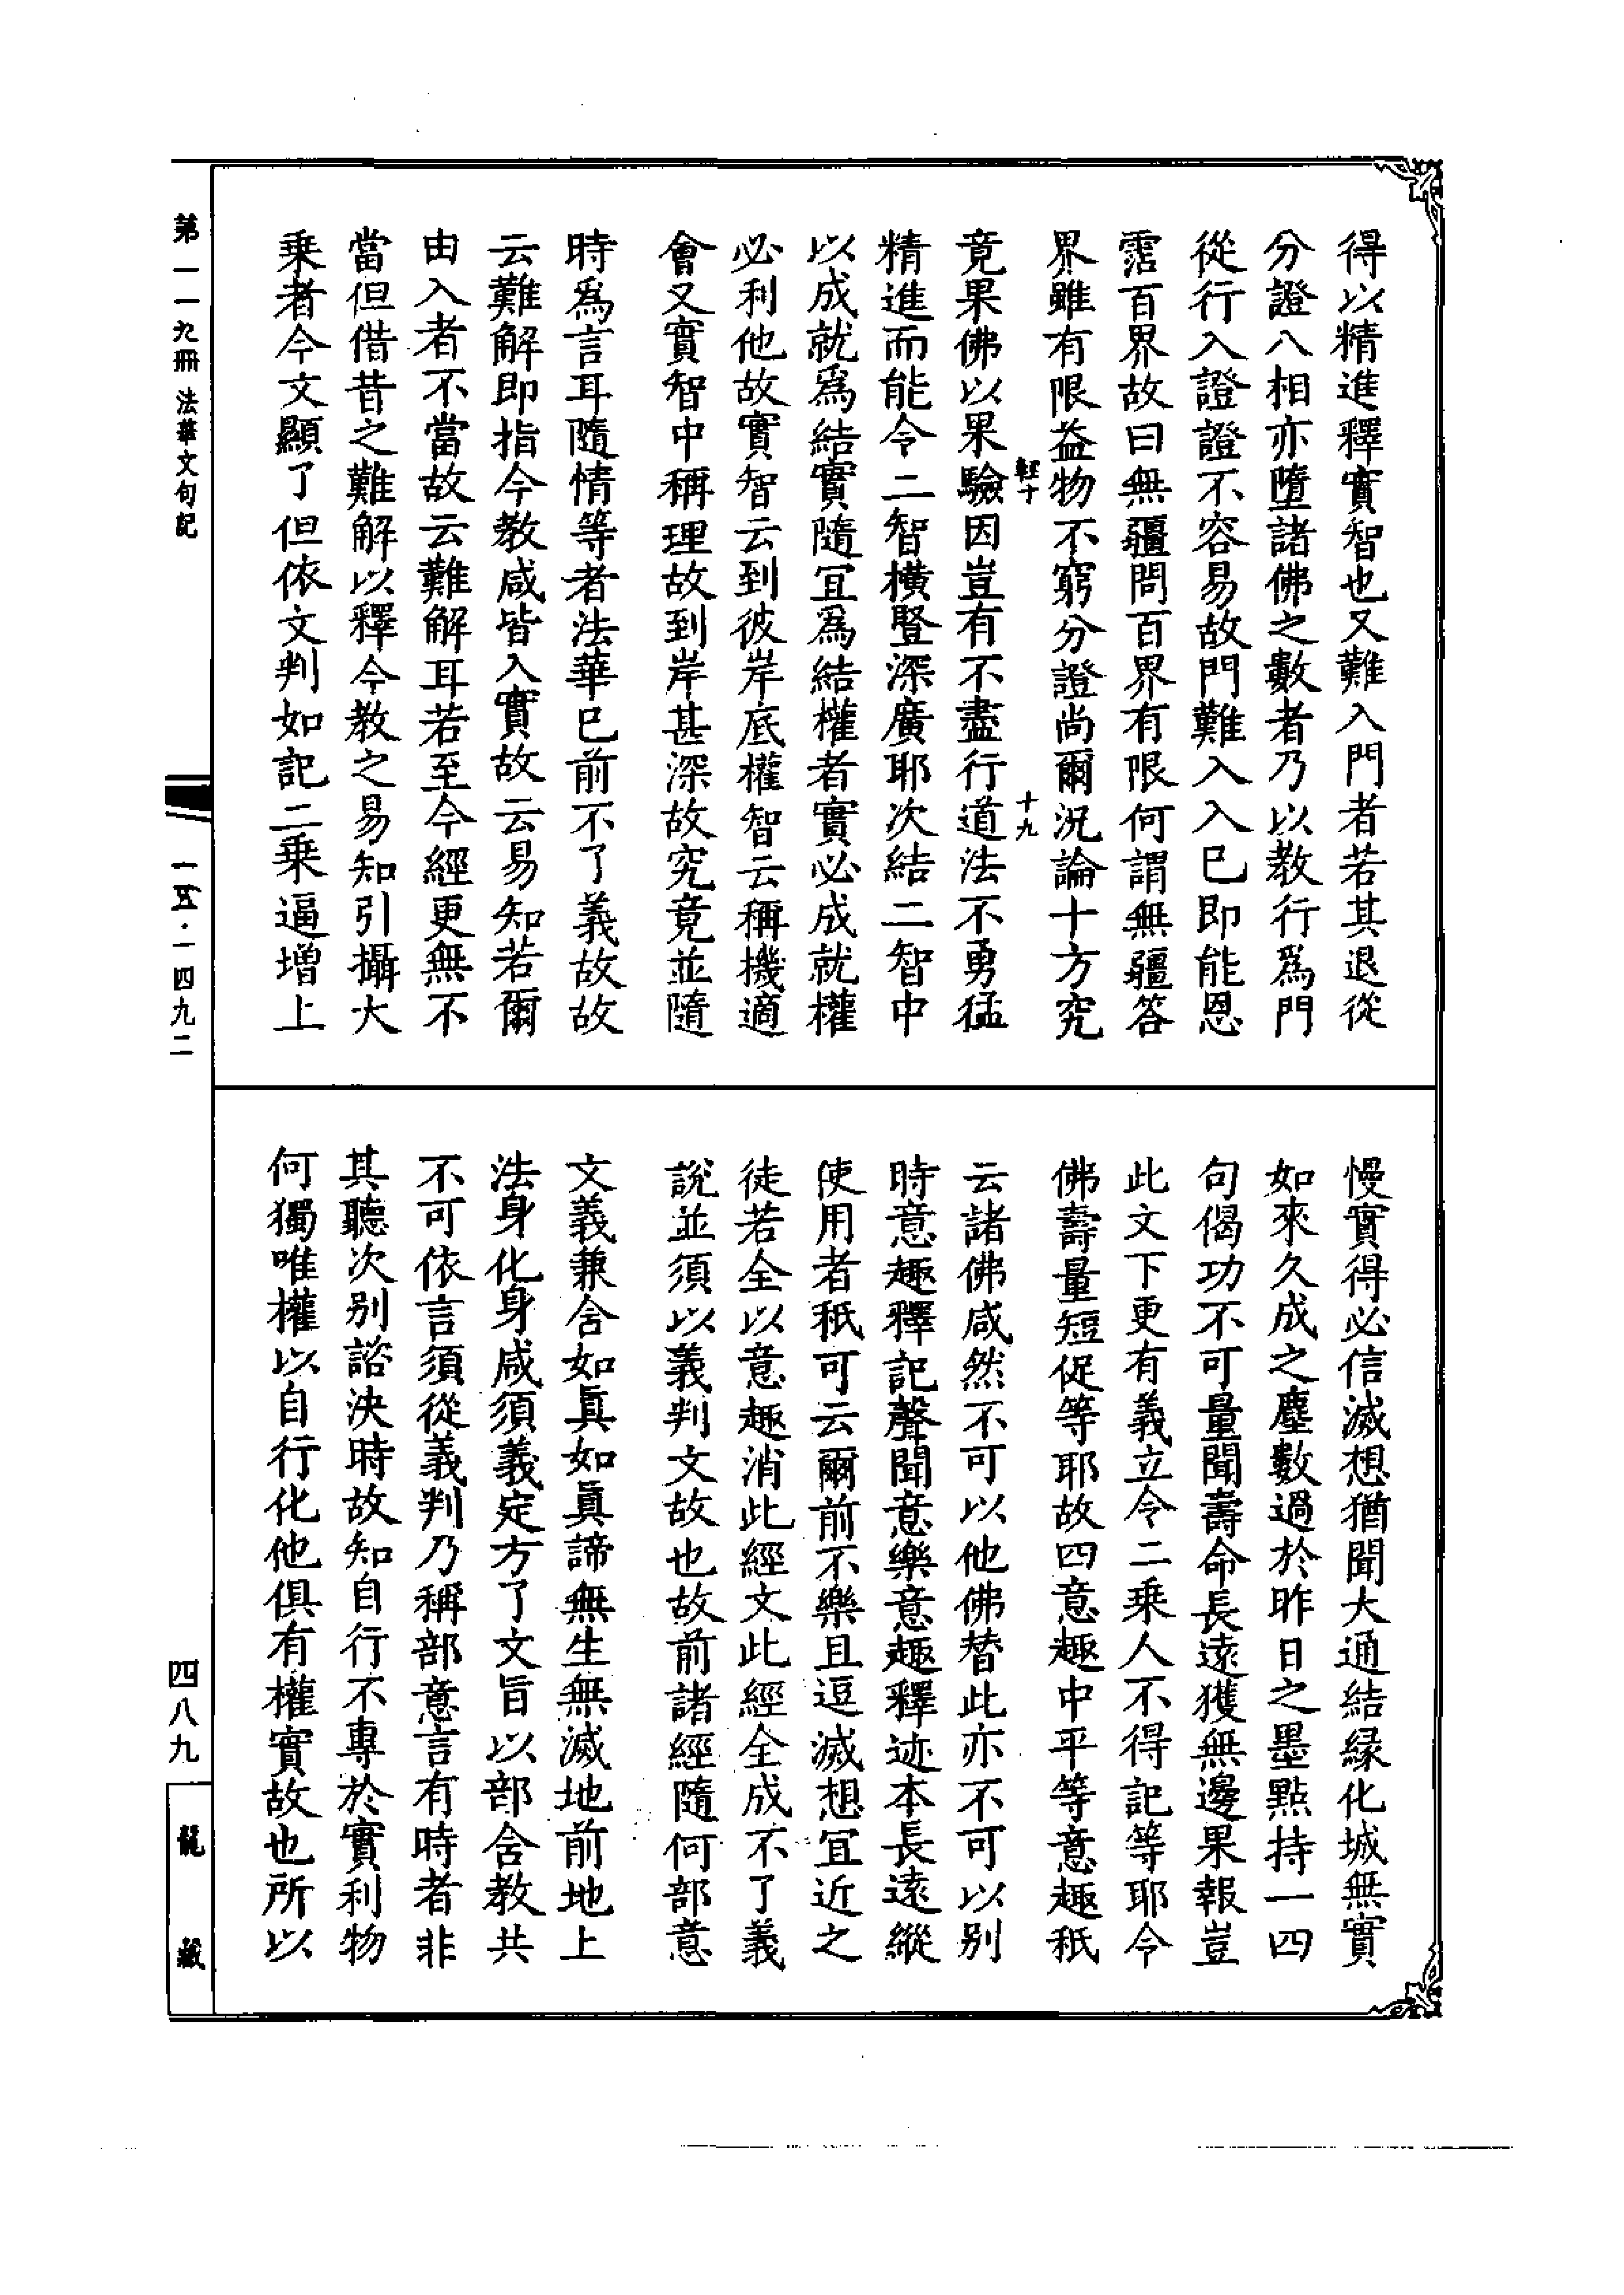 得以精進釋實智也又難入門者若其退從
分證八相亦墮諸佛之數者乃以教行為門
從行入證證不容易故門難入入已即能恩
霑百界故曰無疆問百界有限何謂無疆答
界雖有限益物不窮分證尚爾況論十方究
輕十
十九
竟果佛以果驗因豈有不盡行道法不勇猛
精進而能令二智橫豎深廣耶次結二智中
以成就爲結實隨宜爲結權者實必成就權
必利他故實智云到彼岸底權智云稱機適
會又實智中稱理故到岸甚深故究竟並隨
時爲言耳隨情等者法華已前不了義故故
云難解即指今教咸皆入實故云易知若爾
由入者不當故云難解耳若至今經更無不
當但借昔之難解以釋今教之易知引攝大
乗者今文顯了但依文判如記二乗逼增上
慢實得必信滅想猶聞大通結緣化城無實
如來久成之塵數過於昨日之墨點持一四
句偈功不可量聞壽命長遠獲無邊果報豈
此文下更有義立令二乗人不得記等耶今
佛壽量短促等耶故四意趣中平等意趣秖
云諸佛咸然不可以他佛替此亦不可以別
時意趣釋記聲聞意樂意趣釋迹本長遠縱
使用者秖可云爾前不樂且逗滅想宜近之
徒若全以意趣消此經文此經全成不了義
說並須以義判文故也故前諸經隨何部意
文義兼含如眞如眞諦無生無滅地前地上
法身化身咸須義定方了文旨以部含教共
不可依言須從義判乃稱部意言有時者非
其聽次別諮決時故知自行不專於實利物
何獨唯權以自行化他俱有權實故也所以
第一一九冊 法華文句記
一五·一四九二
四八九
龍藏